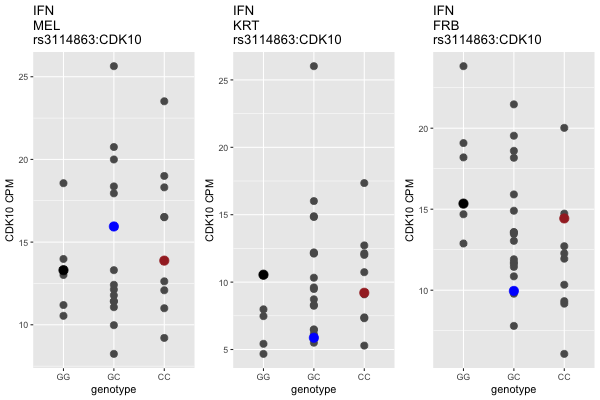 IFN
MEL
rs3114863:CDK10
25
20
15
10
CDK10 CPM
GG GC CC
genotype
IFN
KRT
rs3114863:CDK10
25
20
15
10
5
CDK10 CPM
GG GC CC
genotype
IFN
FRB
rs3114863:CDK10
20
15
10
CDK10 CPM
GG GC CC
genotype